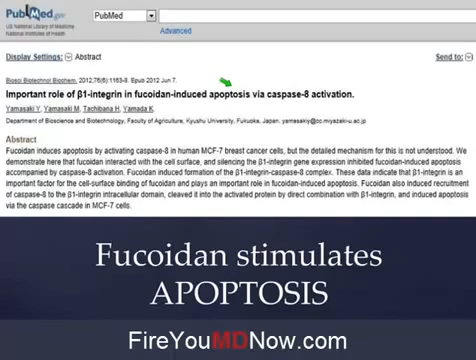 PubMed.gov
US National Library of Medicine
National Institutes of Health
PubMed
Advanced
Display Settings: Abstract
Send to:
Biosci Biotechnol Biochem. 2012;76(6):1163-8. Epub 2012 Jun 7.
Important role of β1-integrin in fucoidan-induced apoptosis via caspase-8 activation.
Yamasaki Y, Yamasaki M, Tachibana H, Yamada K.
Department of Bioscience and Biotechnology, Faculty of Agriculture, Kyushu University, Fukuoka, Japan. yamasakiy@cc.miyazaki-u.ac.jp
Abstract
Fucoidan induces apoptosis by activating caspase-8 in human MCF-7 breast cancer cells, but the detailed mechanism for this is not understood. We
demonstrate here that fucoidan interacted with the cell surface, and silencing the β1-integrin gene expression inhibited fucoidan-induced apoptosis
accompanied by caspase-8 activation. Fucoidan induced formation of the β1-integrin-caspase-8 complex. These data indicate that β1-integrin is an
important factor for the cell-surface binding of fucoidan and plays an important role in fucoidan-induced apoptosis. Fucoidan also induced recruitment
of caspase-8 to the β1-integrin intracellular domain, cleaved it into the activated protein by direct combination with β1-integrin, and induced apoptosis
via the caspase cascade in MCF-7 cells.
Fucoidan stimulates
APOPTOSIS
FireYouMDNow.com